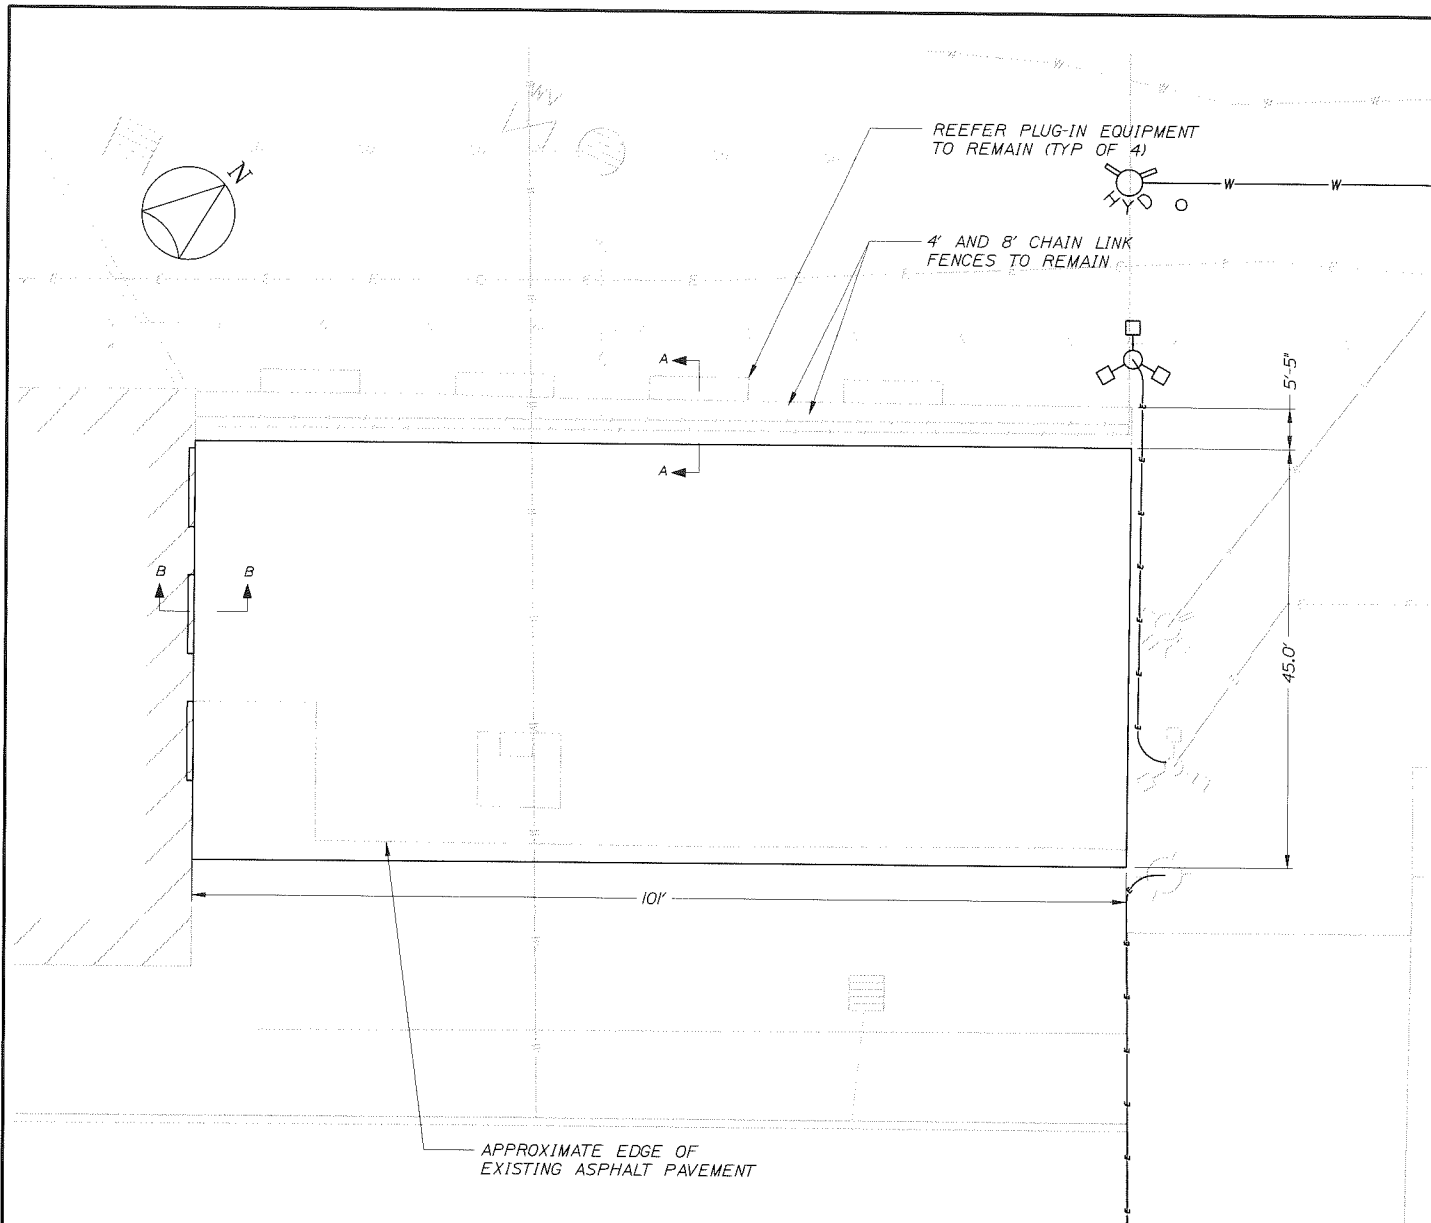 REEFER PLUG-IN EQUIPMENT
TO REMAIN (TYP OF 4)
N
W W
HYD
4' AND 8' CHAIN LINK
FENCES TO REMAIN
A
5'-5"
A
B B
45.0'
101'
APPROXIMATE EDGE OF
EXISTING ASPHALT PAVEMENT